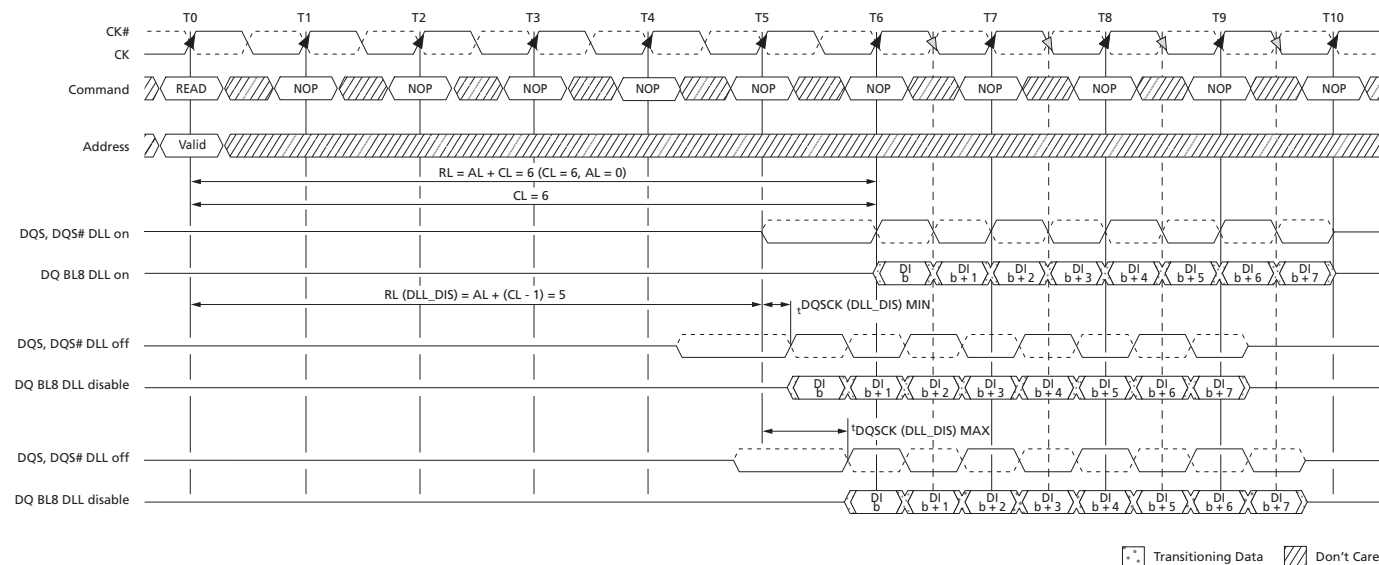 T0 T1 T2 T3 T4 T5 T6 T7 T8 T9 T10
CK#
CK
Command READ NOP NOP NOP NOP NOP NOP NOP NOP NOP NOP
Address Valid
RL = AL + CL = 6 (CL = 6, AL = 0)
CL = 6
DQS, DQS# DLL on
DQ BL8 DLL on DI b DI b + 1 DI b + 2 DI b + 3 DI b + 4 DI b + 5 DI b + 6 DI b + 7
RL (DLL_DIS) = AL + (CL - 1) = 5
tDQSCK (DLL_DIS) MIN
DQS, DQS# DLL off
DQ BL8 DLL disable DI b DI b + 1 DI b + 2 DI b + 3 DI b + 4 DI b + 5 DI b + 6 DI b + 7
tDQSCK (DLL_DIS) MAX
DQS, DQS# DLL off
DQ BL8 DLL disable DI b DI b + 1 DI b + 2 DI b + 3 DI b + 4 DI b + 5 DI b + 6 DI b + 7
Transitioning Data Don't Care